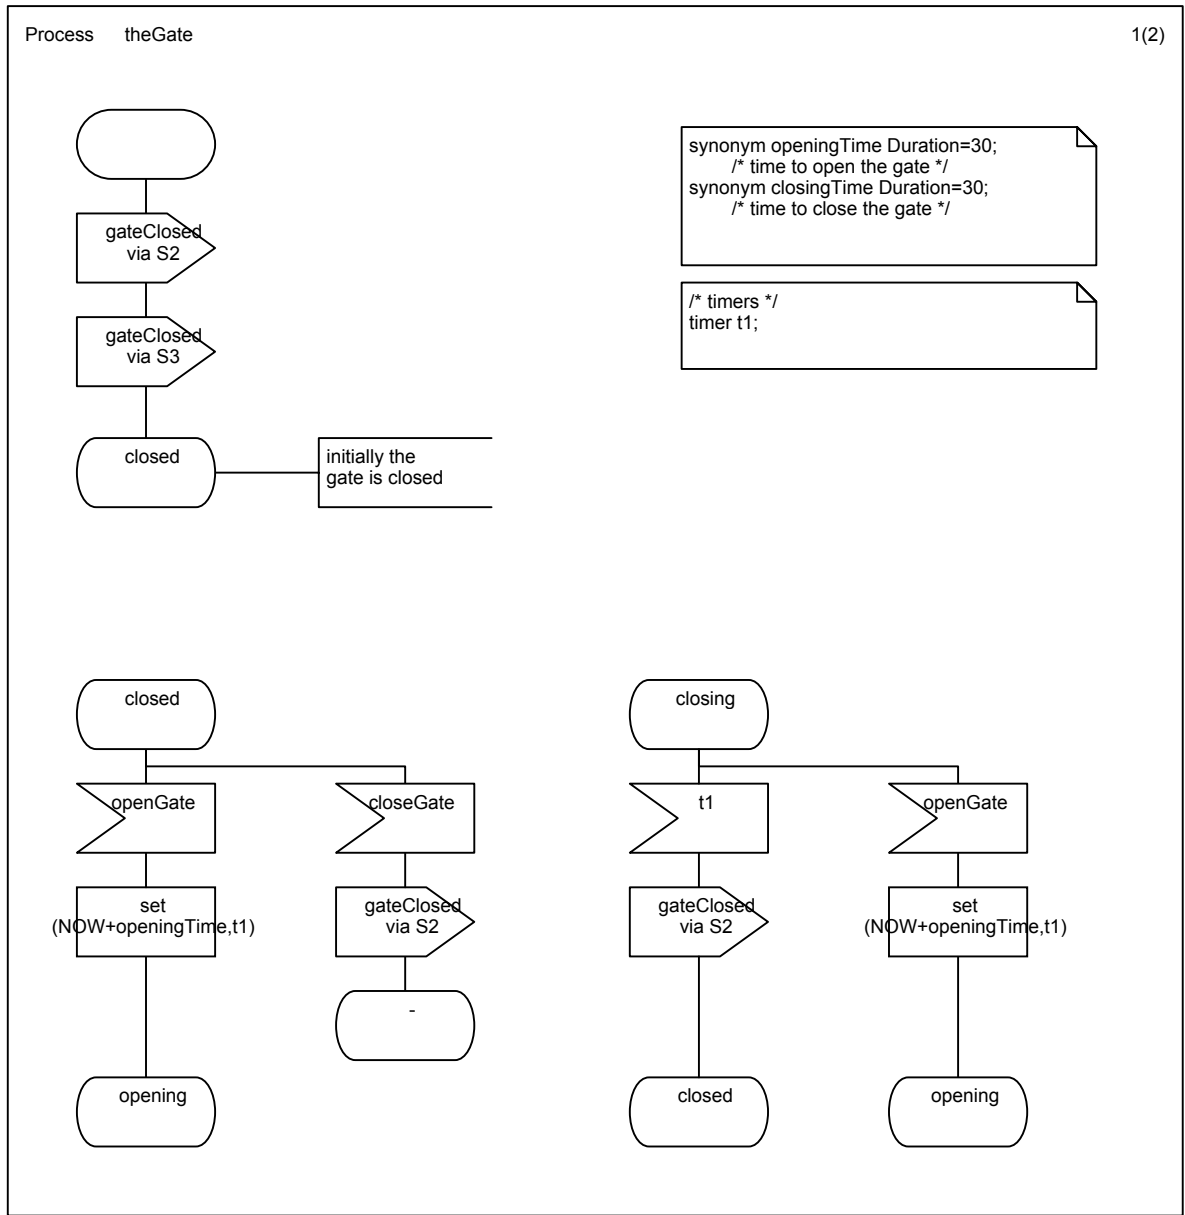 Process theGate 1(2)
synonym openingTime Duration=30;
/* time to open the gate */
synonym closingTime Duration=30;
/* time to close the gate */
gateClosed
via S2
/* timers */
timer t1;
gateClosed
via S3
closed
initially the
gate is closed
closed
openGate
closeGate
set
(NOW+openingTime,t1)
gateClosed
via S2
-
opening
closing
t1
openGate
gateClosed
via S2
set
(NOW+openingTime,t1)
closed
opening